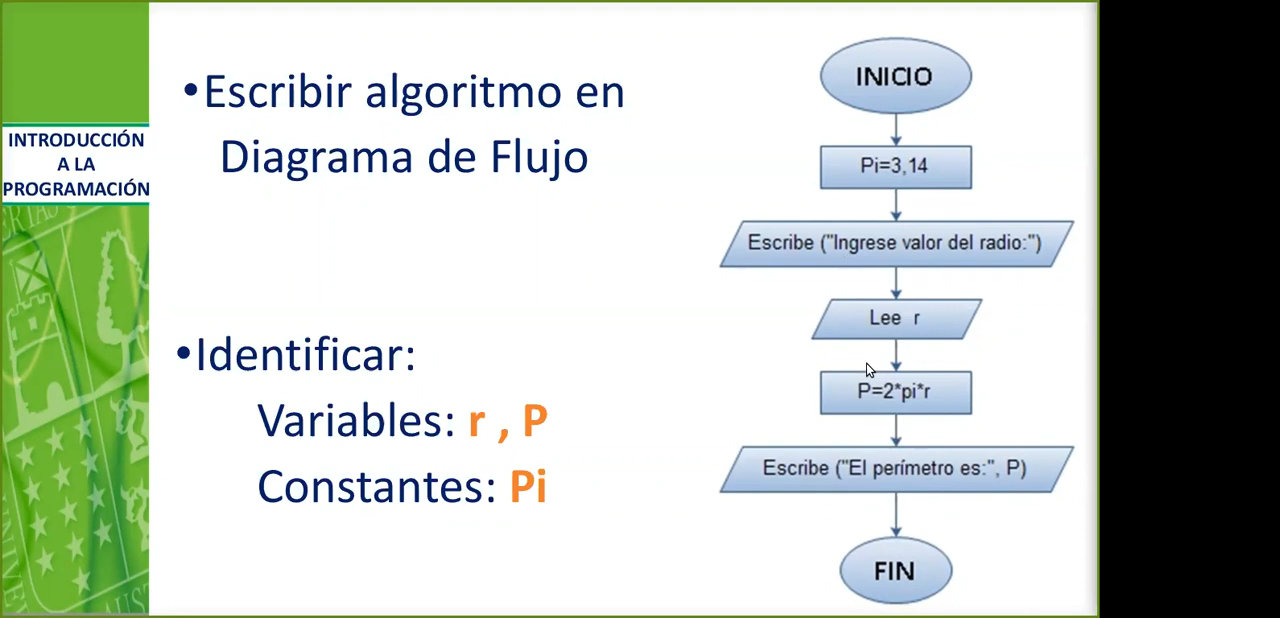 INTRODUCCIÓN
A LA
PROGRAMACIÓN
•Escribir algoritmo en
Diagrama de Flujo
•Identificar:
Variables: r , P
Constantes: Pi
INICIO
Pi=3,14
Escribe ("Ingrese valor del radio:")
Lee r
P=2*pi*r
Escribe ("El perímetro es:", P)
FIN